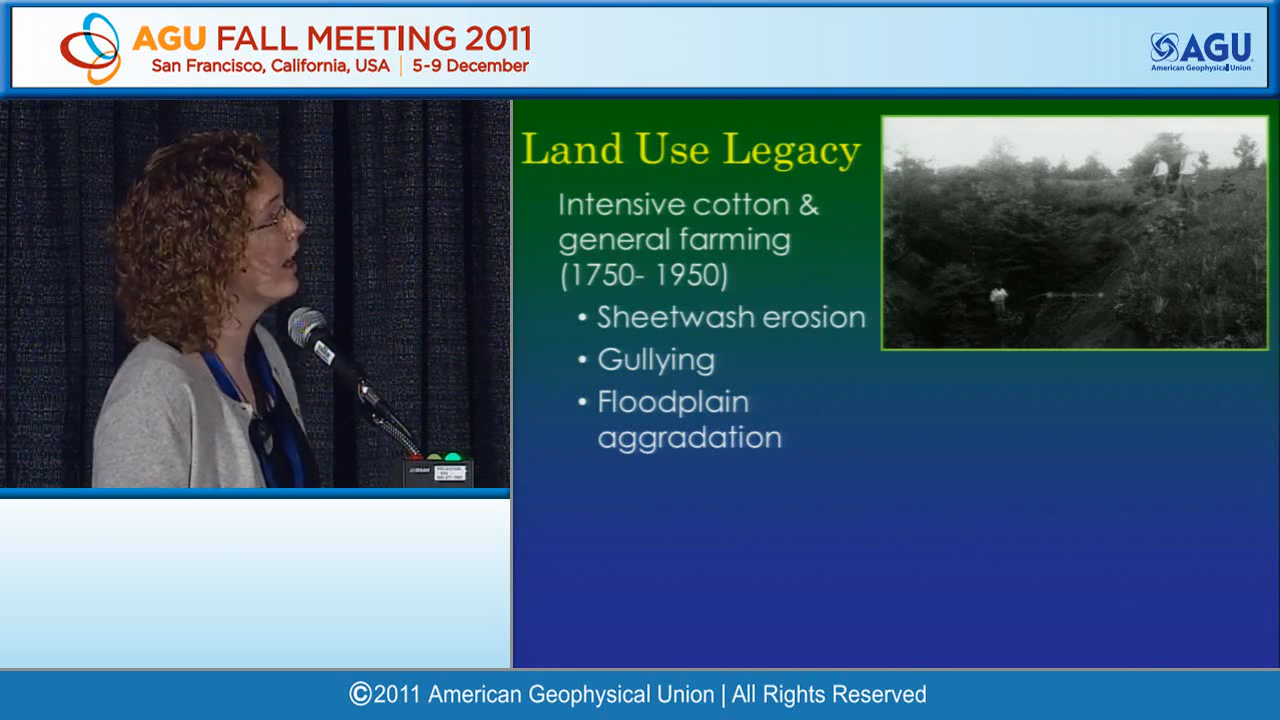 AGU FALL MEETING 2011
San Francisco, California, USA | 5-9 December
AGU
American Geophysical Union
Land Use Legacy
Intensive cotton &
general farming
(1750- 1950)
• Sheetwash erosion
• Gullying
• Floodplain
aggradation
©2011 American Geophysical Union | All Rights Reserved